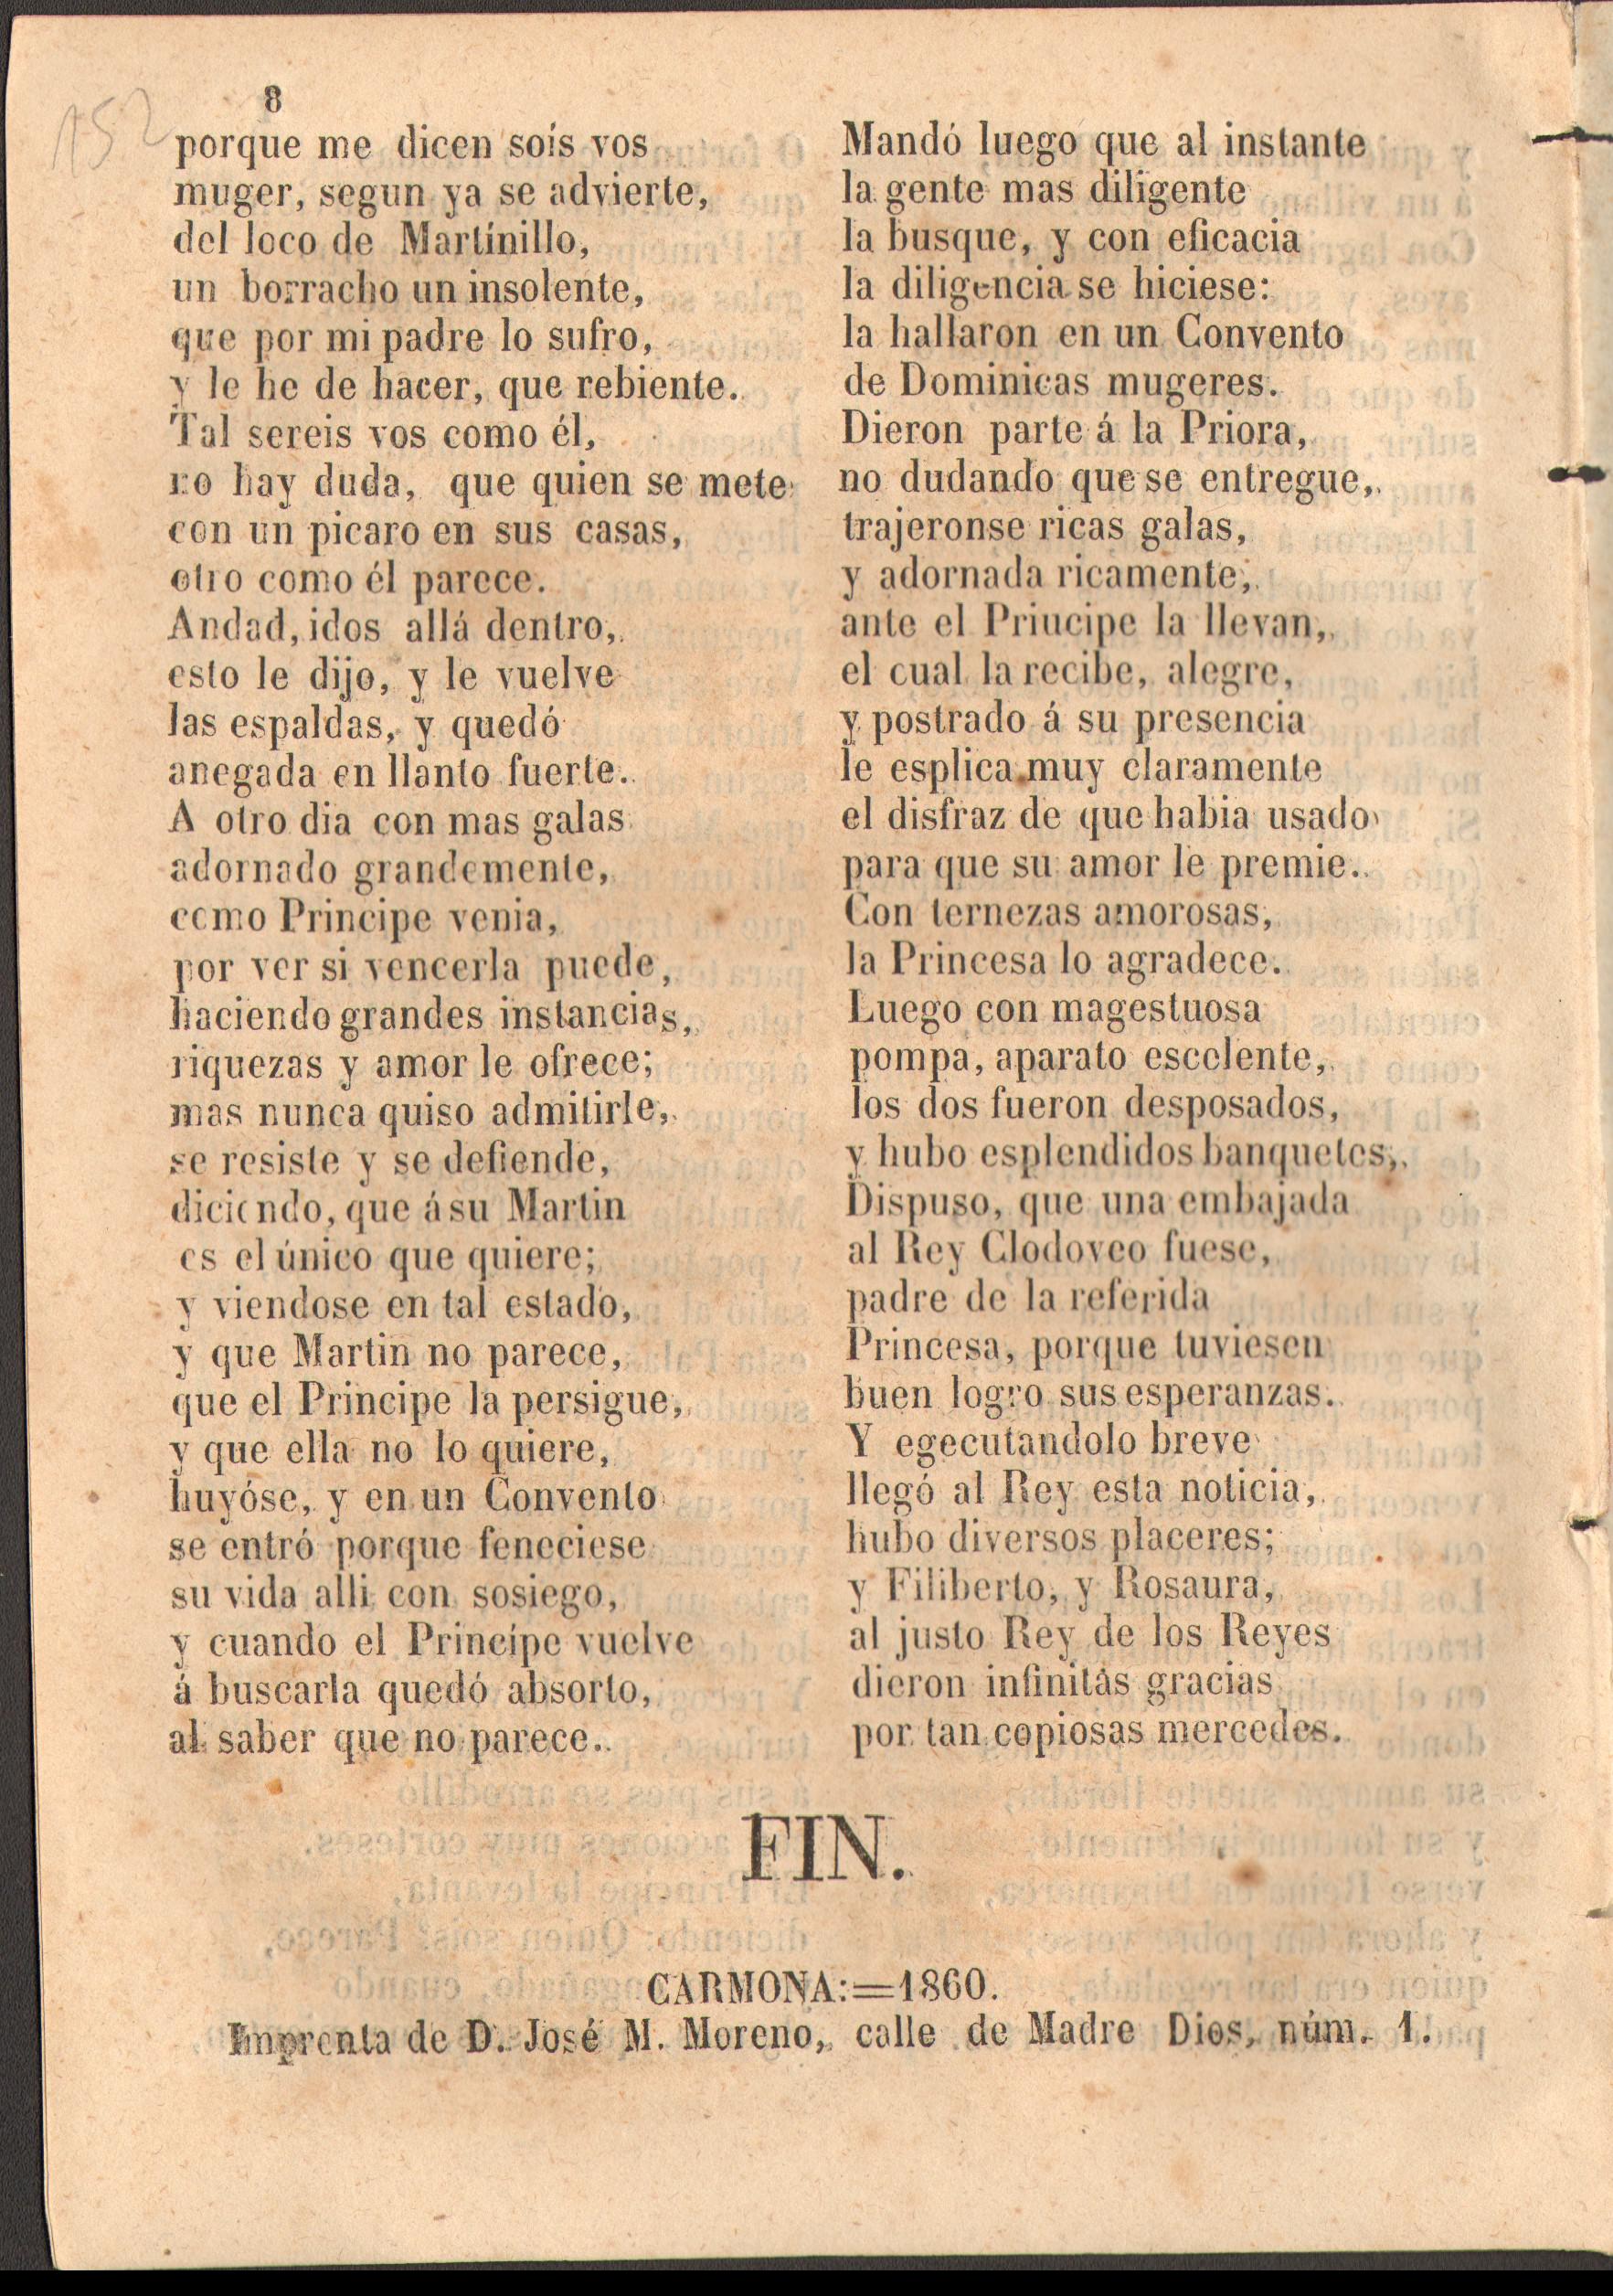 152
8
porque me dicen soís vos
muger, segun ya se advierte,
del loco de Martínillo,
un borracho un insolente,
que por mi padre lo sufro,
y le he de hacer, que rebiente.
Tal sereis vos como él,
no hay duda, que quien se mete
con un picaro en sus casas,
otro como él parece.
Andad, idos allá dentro,
esto le dijo, y le vuelve
las espaldas, y quedó
anegada en llanto fuerte.
A otro dia con mas galas
adornado grandemente,
como Principe venia,
por ver si vencerla puede,
haciendo grandes instancias,
riquezas y amor le ofrece;
mas nunca quiso admitirle,
se resiste y se defiende,
diciendo, que á su Martin
es el único que quiere;
y viendose en tal estado,
y que Martin no parece,
que el Principe la persigue,
y que ella no lo quiere,
huyóse, y en un Convento
se entró porque feneciese
su vida alli con sosiego,
y cuando el Princípe vuelve
á buscarla quedó absorto,
al saber que no parece.
Mandó luego que al instante
la gente mas diligente
la busque, y con eficacia
la diligencia se hiciese:
la hallaron en un Convento
de Dominicas mugeres.
Dieron parte á la Priora,
no dudando que se entregue,
trajeronse ricas galas,
y adornada ricamente,
ante el Priucipe la llevan,
el cual la recibe, alegre,
y postrado á su presencia
le esplica muy claramente
el disfraz de que habia usado
para que su amor le premie.
Con ternezas amorosas,
la Princesa lo agradece.
Luego con magestuosa
pompa, aparato escelente,
los dos fueron desposados,
y hubo esplendidos banquetes,
Dispuso, que una embajada
al Rey Clodoveo fuese,
padre de la referida
Princesa, porque tuviesen
buen logro sus esperanzas.
Y egecutandolo breve
llegó al Rey esta noticia,
hubo diversos placeres;
y Filiberto, y Rosaura,
al justo Rey de los Reyes
dieron infinitas gracias
por tan copiosas mercedes.
FIN.
CARMONA:=1860.
Imprenta de D. José M. Moreno, calle de Madre Dios, núm. 1.